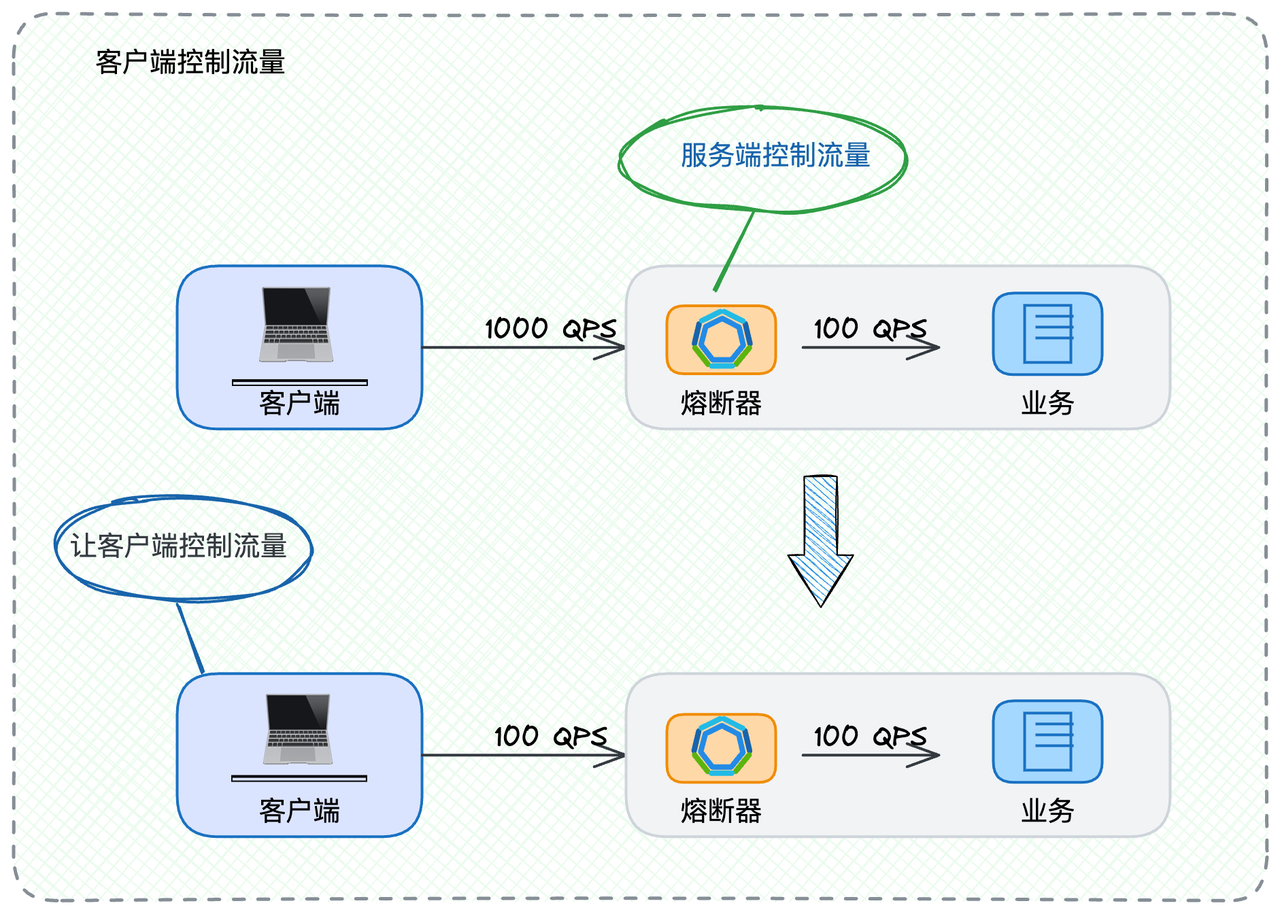 客户端控制流量
服务端控制流量
1000 QPS
100 QPS
客户端
熔断器
业务
让客户端控制流量
100 QPS
100 QPS
客户端
熔断器
业务